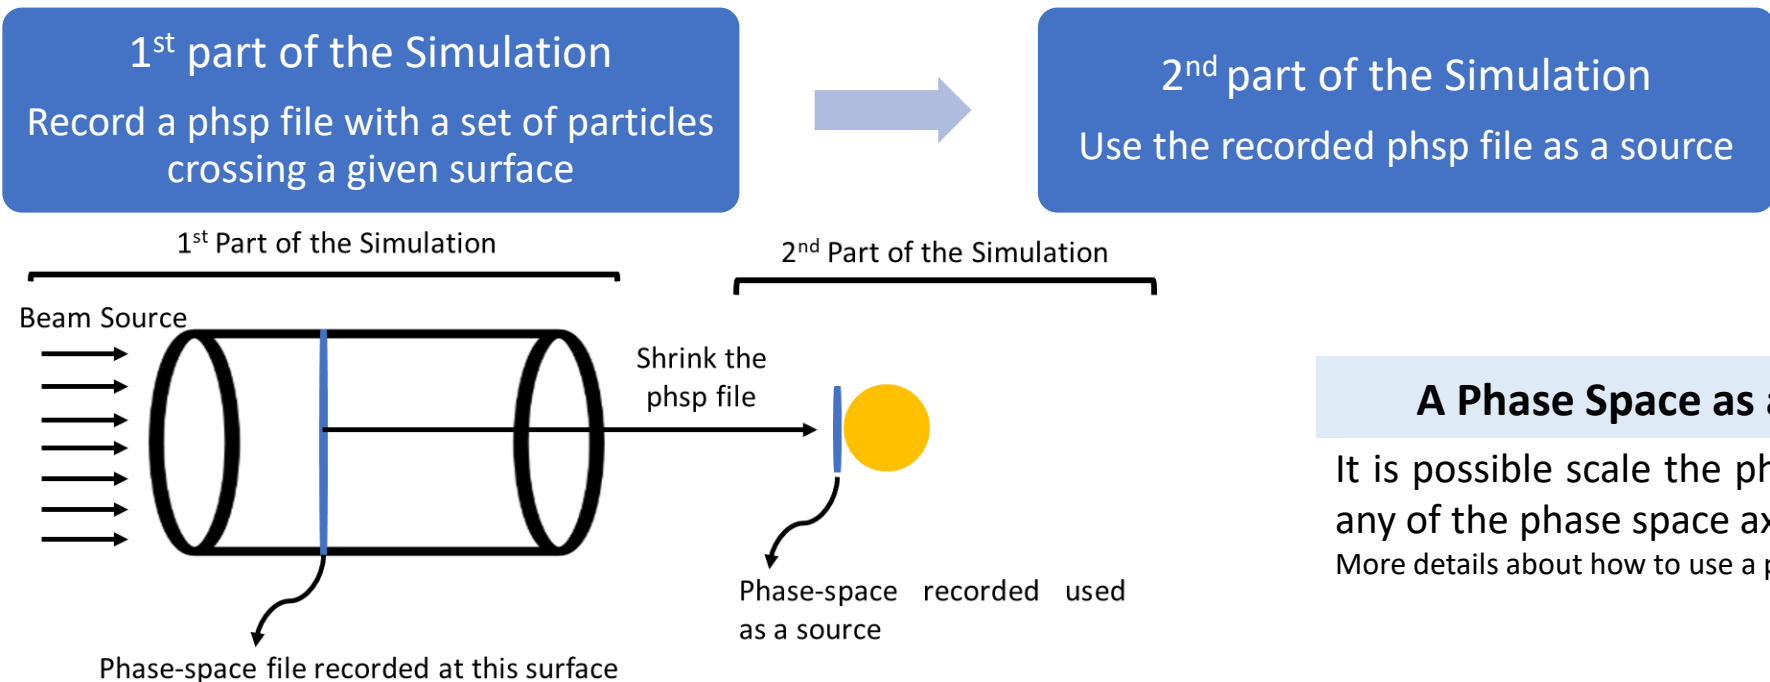 1st part of the Simulation
Record a phsp file with a set of particles
crossing a given surface
2nd part of the Simulation
Use the recorded phsp file as a source
1st Part of the Simulation
2nd Part of the Simulation
Beam Source
Shrink the
phsp file
A Phase Space as
It is possible scale the
any of the phase space
More details about how to use a
Phase-space recorded used
as a source
Phase-space file recorded at this surface